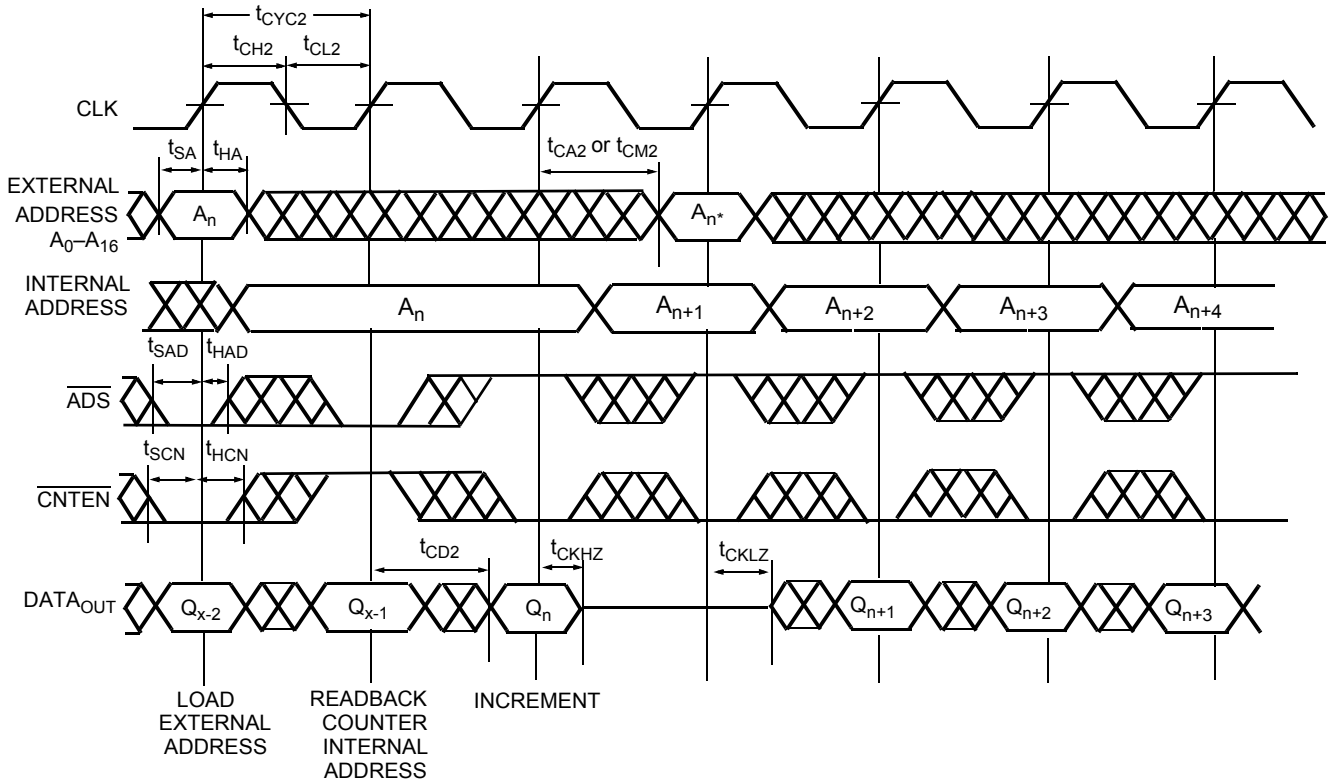 tCYC2
tCH2 tCL2
CLK
tSA tHA tCA2 or tCM2
EXTERNAL
ADDRESS
A0–A16
An An*
INTERNAL
ADDRESS
An An+1 An+2 An+3 An+4
tSAD tHAD
ADS
tSCN tHCN
CNTEN
tCD2 tCKHZ tCKLZ
DATAOUT Qx-2 Qx-1 Qn Qn+1 Qn+2 Qn+3
LOAD
EXTERNAL
ADDRESS
READBACK
COUNTER
INTERNAL
ADDRESS
INCREMENT